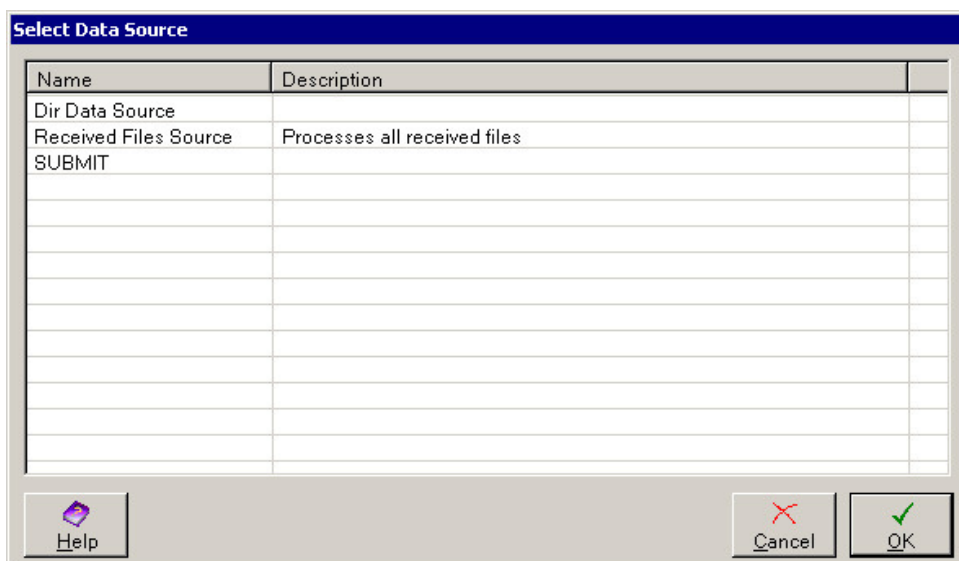 Select Data Source
Name Description
Dir Data Source
Received Files Source Processes all received files
SUBMIT
Help Cancel OK